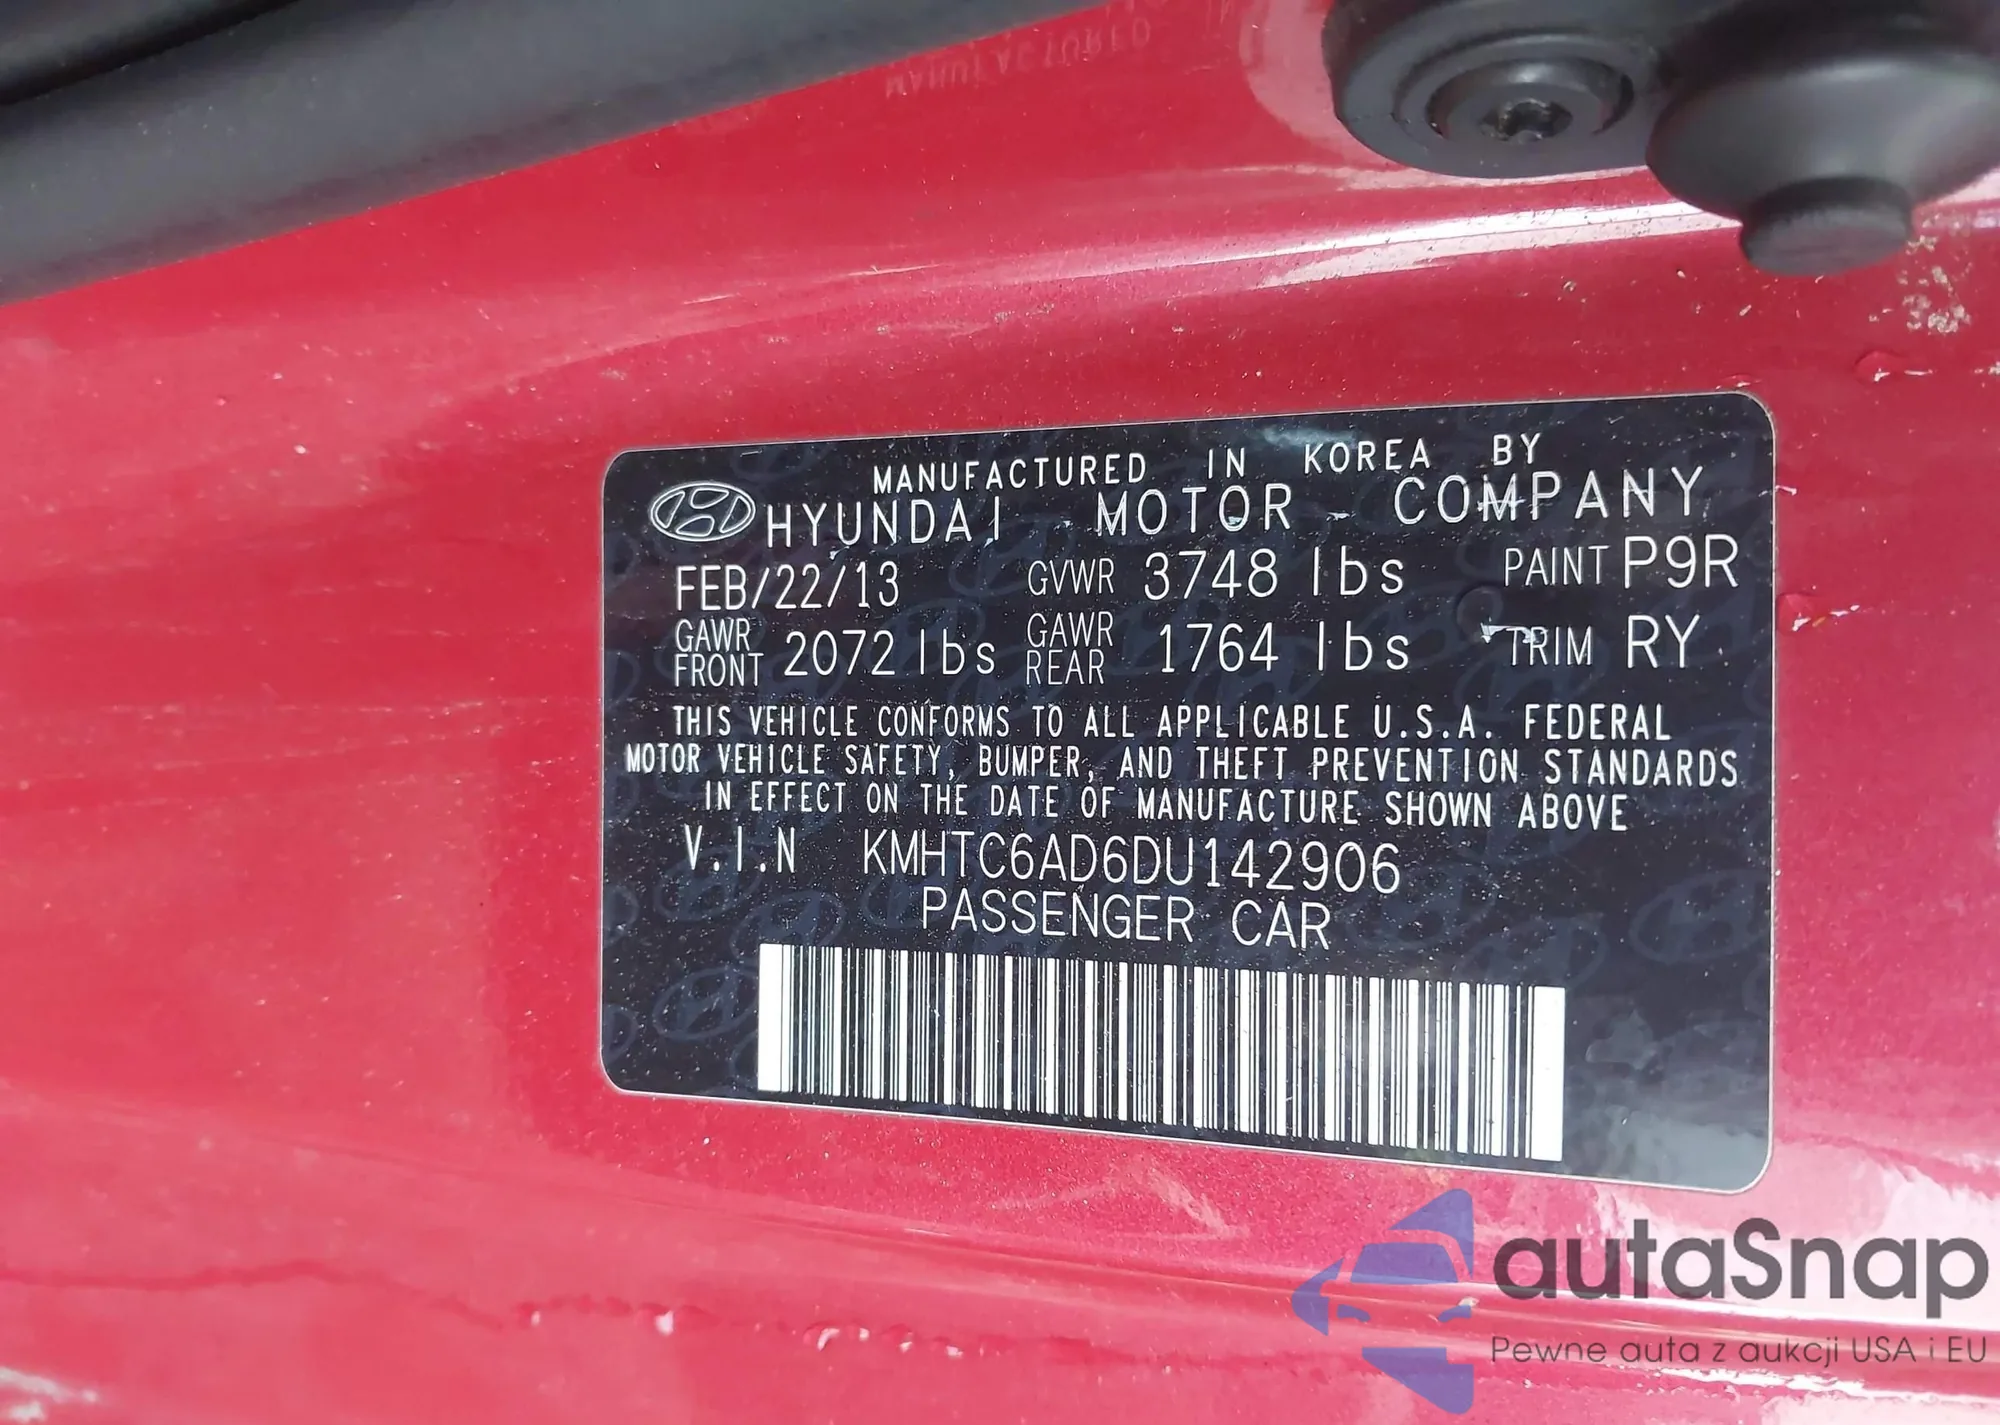 MANUFACTURED
MANUFACTURED IN KOREA BY
HYUNDAI MOTOR COMPANY
FEB/22/13 GVWR 3748 lbs PAINT P9R
GAWR FRONT 2072 lbs GAWR REAR 1764 lbs TRIM RY
THIS VEHICLE CONFORMS TO ALL APPLICABLE U.S.A. FEDERAL
MOTOR VEHICLE SAFETY, BUMPER, AND THEFT PREVENTION STANDARDS
IN EFFECT ON THE DATE OF MANUFACTURE SHOWN ABOVE
V.I.N KMHTC6AD6DU142906
PASSENGER CAR
autaSnap
Pewne auta z aukcji USA i EU